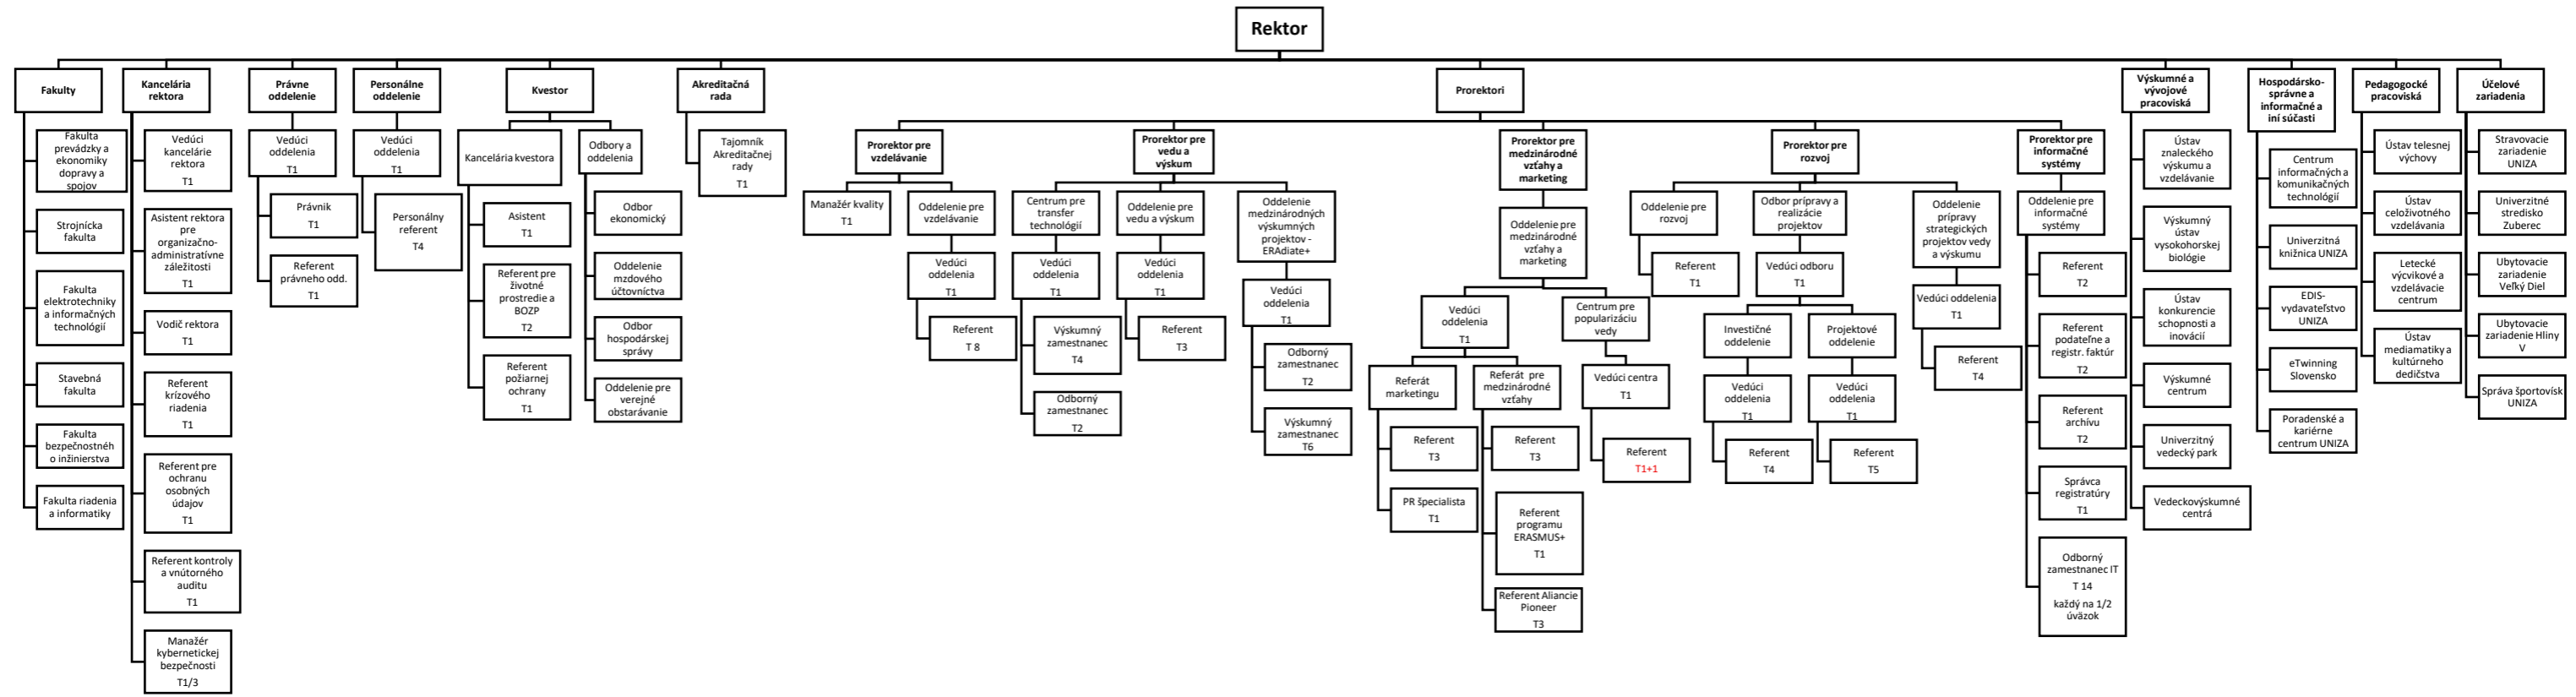 Rektor
Fakulty
Fakulta
prevádzky a
ekonomiky
dopravy a
spojov
Strojnícka
fakulta
Fakulta
elektrotechniky
a informačných
technológií
Stavebná
fakulta
Fakulta
bezpečnostnéh
o inžinierstva
Fakulta riadenia
a informatiky
Kancelária
rektora
Vedúci
kancelárie
rektora
T1
Asistent rektora
pre
organizačno-
administratívne
záležitosti
T1
Vodič rektora
T1
Referent
krízového
riadenia
T1
Referent pre
ochranu
osobných
údajov
T1
Referent kontroly
a vnútorného
auditu
T1
Manažér
kybernetickej
bezpečnosti
T1/3
Právne
oddelenie
Vedúci
oddelenia
T1
Právnik
T1
Referent
právneho odd.
T1
Personálne
oddelenie
Vedúci
oddelenia
T1
Personálny
referent
T4
Kvestor
Kancelária kvestora
Asistent
T1
Referent pre
životné
prostredie a
BOZP
T2
Referent
požiarnej
ochrany
T1
Odbory a
oddelenia
Odbor
ekonomický
Oddelenie
mzdového
účtovníctva
Odbor
hospodárskej
správy
Oddelenie pre
verejné
obstarávanie
Akreditačná
rada
Tajomník
Akreditačnej
rady
T1
Prorektori
Prorektor pre
vzdelávanie
Manažér kvality
T1
Oddelenie pre
vzdelávanie
Vedúci
oddelenia
T1
Referent
T 8
Prorektor pre
vedu a
výskum
Centrum pre
transfer
technológií
Vedúci
oddelenia
T1
Výskumný
zamestnanec
T4
Odborný
zamestnanec
T2
Oddelenie pre
vedu a výskum
Vedúci
oddelenia
T1
Referent
T3
Oddelenie
medzinárodných
výskumných
projektov -
ERAdiate+
Vedúci
oddelenia
T1
Odborný
zamestnanec
T2
Výskumný
zamestnanec
T6
Prorektor pre
medzinárodné
vzťahy a
marketing
Oddelenie pre
medzinárodné
vzťahy a
marketing
Vedúci
oddelenia
T1
Referát
marketingu
Referent
T3
PR špecialista
T1
Referát pre
medzinárodné
vzťahy
Referent
T3
Referent
programu
ERASMUS+
T1
Referent Aliancie
Pioneer
T3
Centrum pre
popularizáciu
vedy
Vedúci centra
T1
Referent
T1+1
Prorektor pre
rozvoj
Oddelenie pre
rozvoj
Referent
T1
Odbor prípravy a
realizácie
projektov
Vedúci odboru
T1
Investičné
oddelenie
Vedúci
oddelenia
T1
Referent
T4
Projektové
oddelenie
Vedúci
oddelenia
T1
Referent
T5
Oddelenie
prípravy
strategických
projektov vedy
a výskumu
Vedúci oddelenia
T1
Referent
T4
Prorektor pre
informačné
systémy
Oddelenie pre
informačné
systémy
Referent
T2
Referent
podateľne a
registr. faktúr
T2
Referent
archívu
T2
Správca
registratúry
T1
Odborný
zamestnanec IT
T 14
každý na 1/2
úväzok
Výskumné a
vývojové
pracoviská
Ústav
znaleckého
výskumu a
vzdelávanie
Výskumný
ústav
vysokohorskej
biológie
Ústav
konkurencie
schopnosti a
inovácií
Výskumné
centrum
Univerzitný
vedecký park
Vedeckovýskumné
centrá
Hospodársko-
správne a
informačné a
iní súčasti
Centrum
informačných a
komunikačných
technológií
Univerzitná
knižnica UNIZA
EDIS-
vydavateľstvo
UNIZA
eTwinning
Slovensko
Poradenské a
kariérne
centrum UNIZA
Pedagogocké
pracoviská
Ústav telesnej
výchovy
Ústav
celoživotného
vzdelávania
Letecké
výcvikové a
vzdelávacie
centrum
Ústav
mediamatiky a
kultúrneho
dedičstva
Účelové
zariadenia
Stravovacie
zariadenie
UNIZA
Univerzitné
stredisko
Zuberec
Ubytovacie
zariadenie
Veľký Diel
Ubytovacie
zariadenie Hliny
V
Správa športovísk
UNIZA